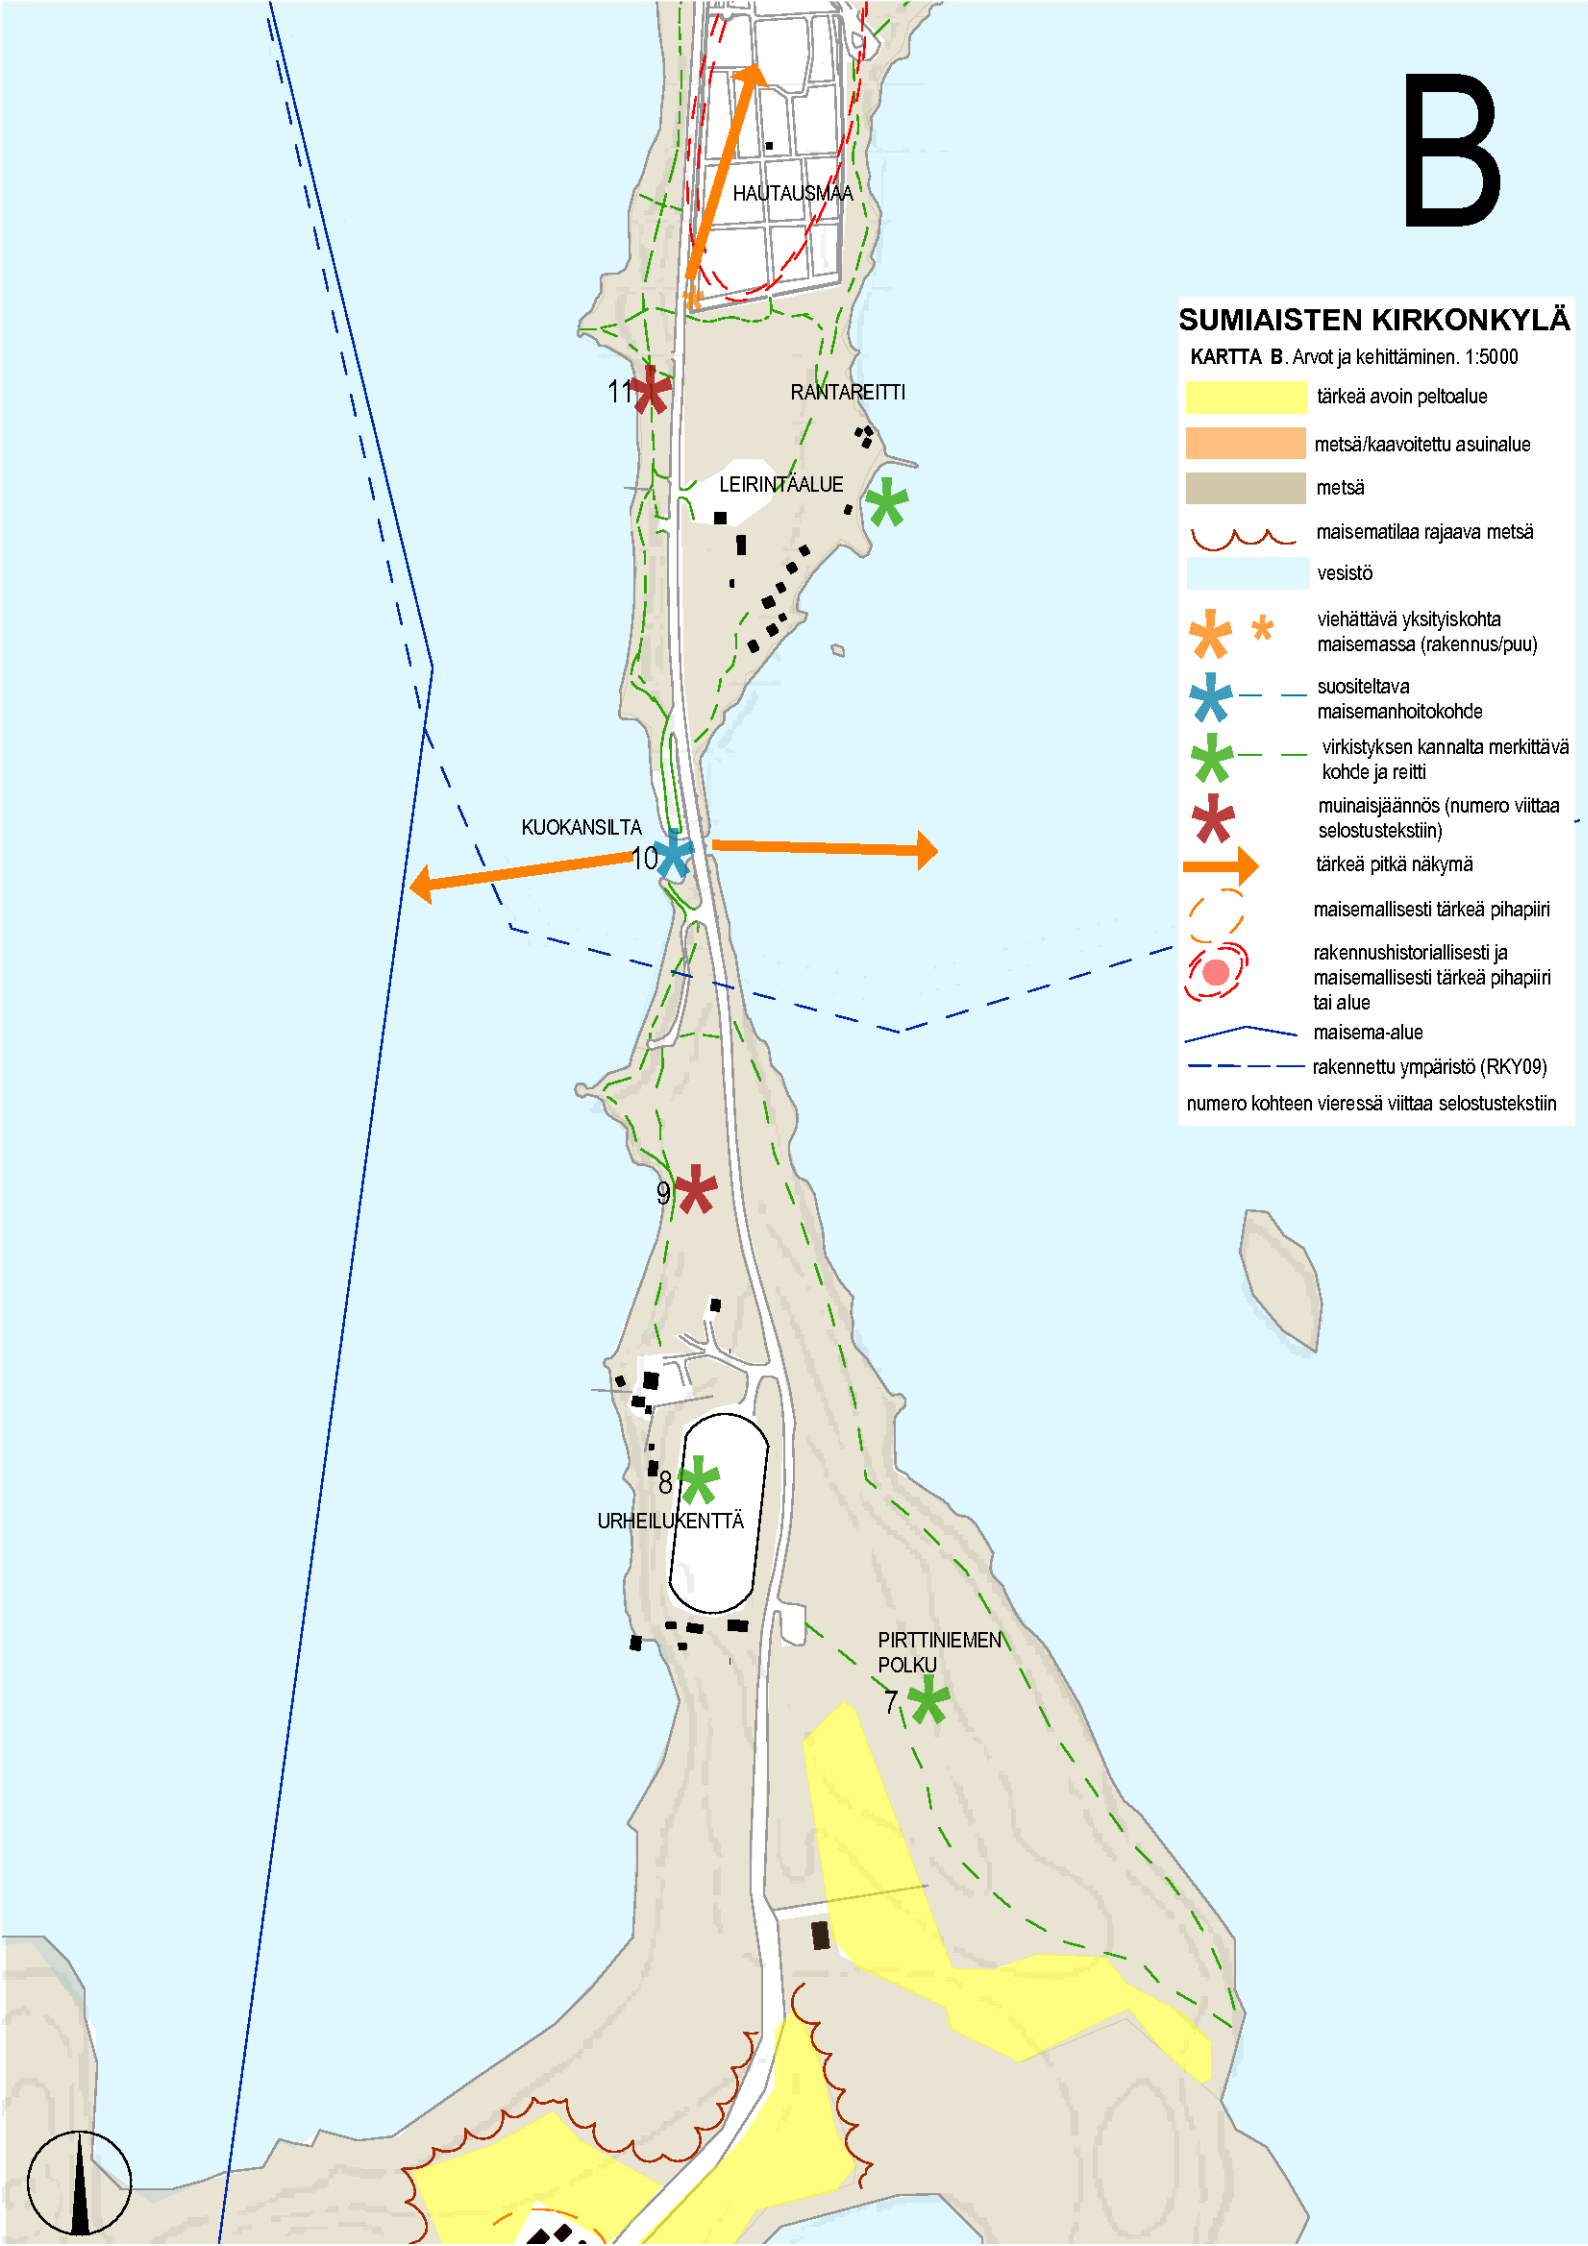 B
HAUTAUSMAA
SUMIAISTEN KIRKONKYLÄ
KARTTA B. Arvot ja kehittäminen. 1:5000
tärkeä avoin peltoalue
metsä/kaavoitettu asuinalue
metsä
maisematilaa rajaava metsä
vesistö
viehättävä yksityiskohta
maisemassa (rakennus/puu)
suositeltava
maisemanhoitokohde
virkistyksen kannalta merkittävä
kohde ja reitti
muinaisjäännös (numero viittaa
selostustekstiin)
tärkeä pitkä näkymä
maisemallisesti tärkeä pihapiiri
rakennushistoriallisesti ja
maisemallisesti tärkeä pihapiiri
tai alue
maisema-alue
rakennettu ympäristö (RKY09)
numero kohteen vieressä viittaa selostustekstiin
11
RANTAREITTI
LEIRINTÄALUE
KUOKANSILTA
10
9
8
URHEILUKENTTÄ
PIRTTINIEMEN
POLKU
7